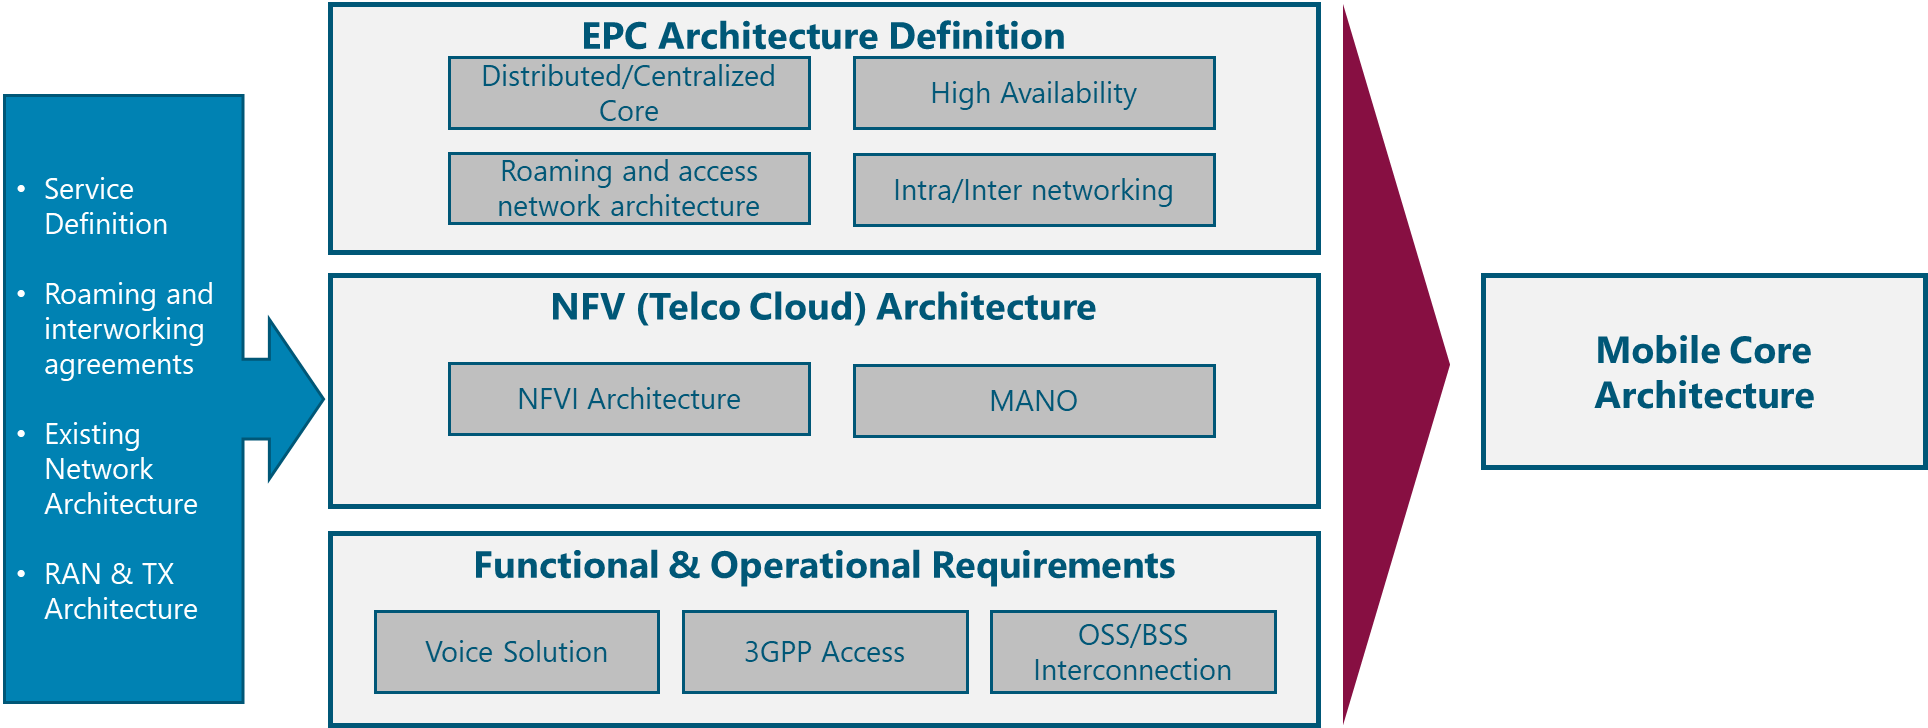 • Service
Definition
• Roaming and
interworking
agreements
• Existing
Network
Architecture
• RAN & TX
Architecture
EPC Architecture Definition
Distributed/Centralized
Core
High Availability
Roaming and access
network architecture
Intra/Inter networking
NFV (Telco Cloud) Architecture
NFVI Architecture
MANO
Functional & Operational Requirements
Voice Solution
3GPP Access
OSS/BSS
Interconnection
Mobile Core
Architecture